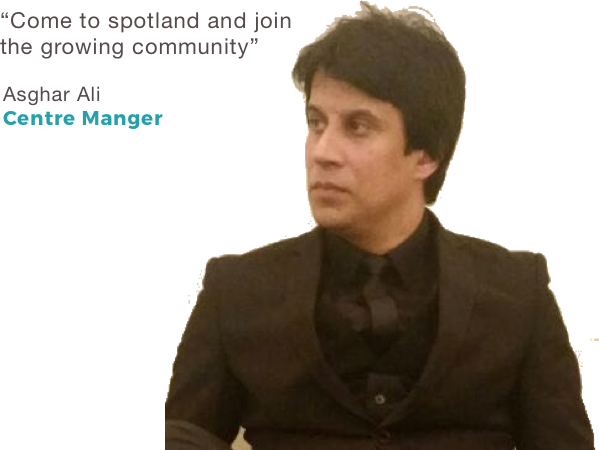 “Come to spotland and join
the growing community”
Asghar Ali
Centre Manger